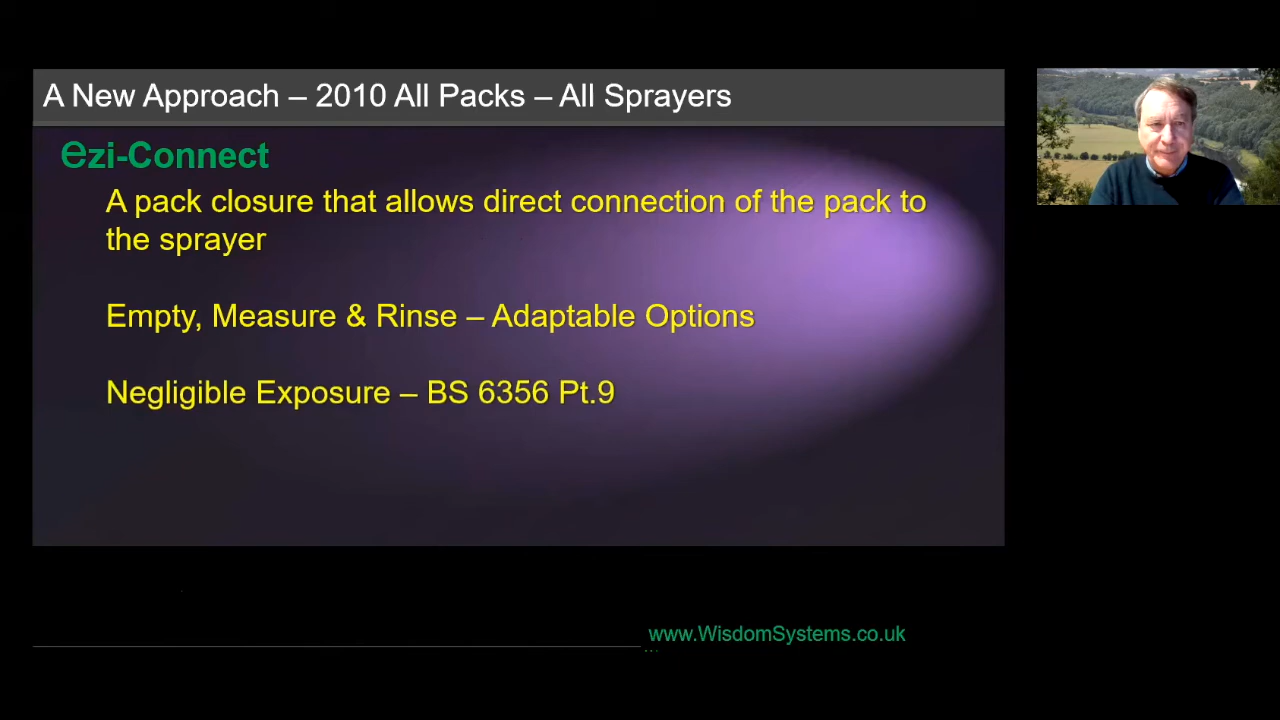 A New Approach – 2010 All Packs – All Sprayers
ezi-Connect
A pack closure that allows direct connection of the pack to
the sprayer
Empty, Measure & Rinse – Adaptable Options
Negligible Exposure – BS 6356 Pt.9
www.WisdomSystems.co.uk